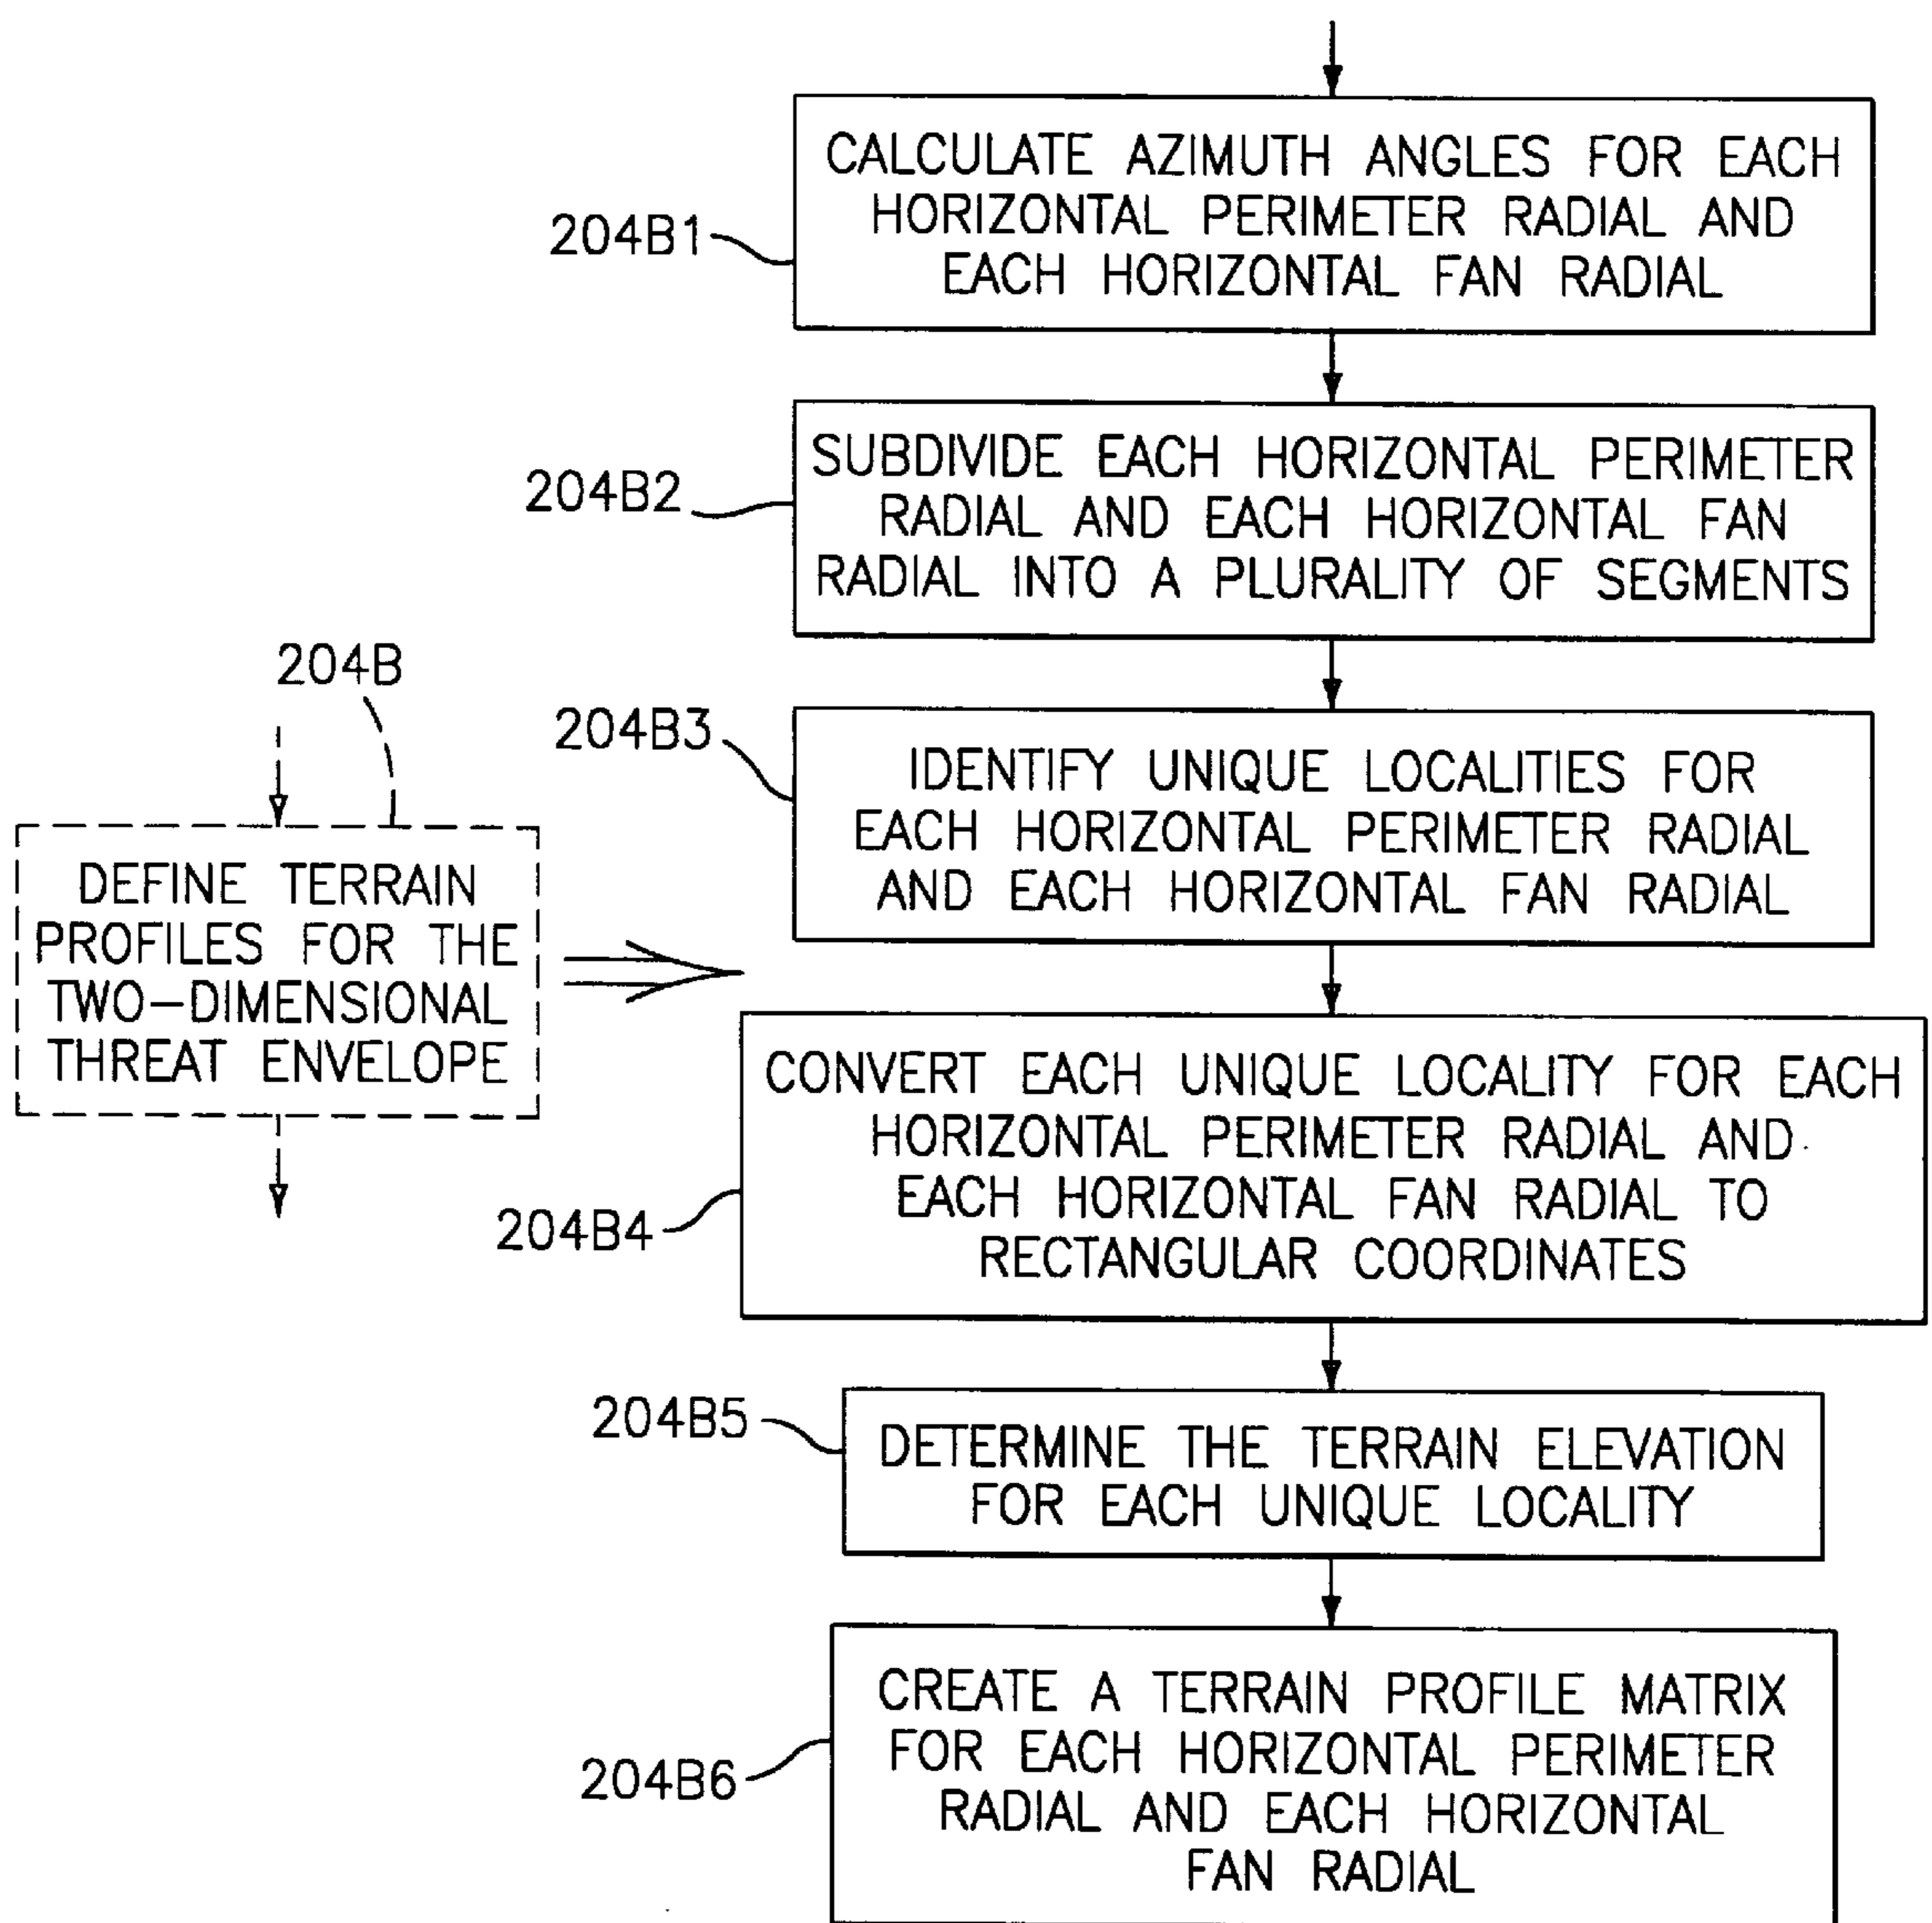 CALCULATE AZIMUTH ANGLES FOR EACH
HORIZONTAL PERIMETER RADIAL AND
EACH HORIZONTAL FAN RADIAL
204B1
SUBDIVIDE EACH HORIZONTAL PERIMETER
RADIAL AND EACH HORIZONTAL FAN
RADIAL INTO A PLURALITY OF SEGMENTS
204B2
204B
DEFINE TERRAIN
PROFILES FOR THE
TWO-DIMENSIONAL
THREAT ENVELOPE
204B3
IDENTIFY UNIQUE LOCALITIES FOR
EACH HORIZONTAL PERIMETER RADIAL
AND EACH HORIZONTAL FAN RADIAL
CONVERT EACH UNIQUE LOCALITY FOR EACH
HORIZONTAL PERIMETER RADIAL AND
EACH HORIZONTAL FAN RADIAL TO
RECTANGULAR COORDINATES
204B4
204B5
DETERMINE THE TERRAIN ELEVATION
FOR EACH UNIQUE LOCALITY
CREATE A TERRAIN PROFILE MATRIX
FOR EACH HORIZONTAL PERIMETER
RADIAL AND EACH HORIZONTAL
FAN RADIAL
204B6